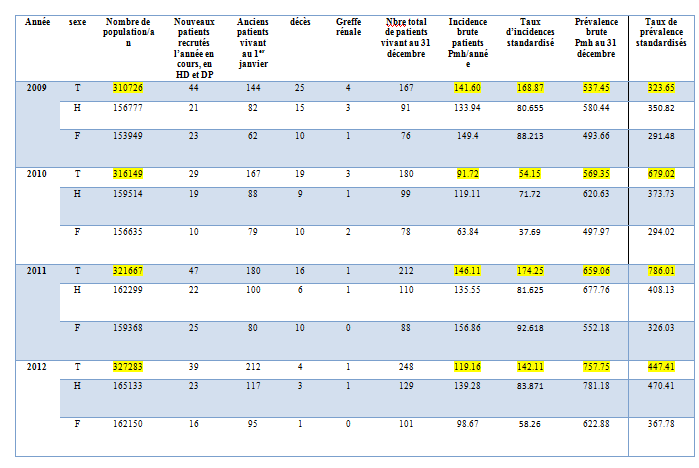 Année sexe Nombre de population/an Nouveaux patients recrutés l'année en cours, en HD et DP Anciens patients vivant au 1er janvier décès Greffe rénale Nbre total de patients vivant au 31 décembre Incidence brute patients Pmh/année Taux d'incidences standardisé Prévalence brute Pmh au 31 décembre Taux de prévalence standardisés
2009 T 310726 44 144 25 4 167 141.60 168.87 537.45 323.65
H 156777 21 82 15 3 91 133.94 80.655 580.44 350.82
F 153949 23 62 10 1 76 149.4 88.213 493.66 291.48
2010 T 316149 29 167 19 3 180 91.72 54.15 569.35 679.02
H 159514 19 88 9 1 99 119.11 71.72 620.63 373.73
F 156635 10 79 10 2 78 63.84 37.69 497.97 294.02
2011 T 321667 47 180 16 1 212 146.11 174.25 659.06 786.01
H 162299 22 100 6 1 110 135.55 81.625 677.76 408.13
F 159368 25 80 10 0 88 156.86 92.618 552.18 326.03
2012 T 327283 39 212 4 1 248 119.16 142.11 757.75 447.41
H 165133 23 117 3 1 129 139.28 83.871 781.18 470.41
F 162150 16 95 1 0 101 98.67 58.26 622.88 367.78